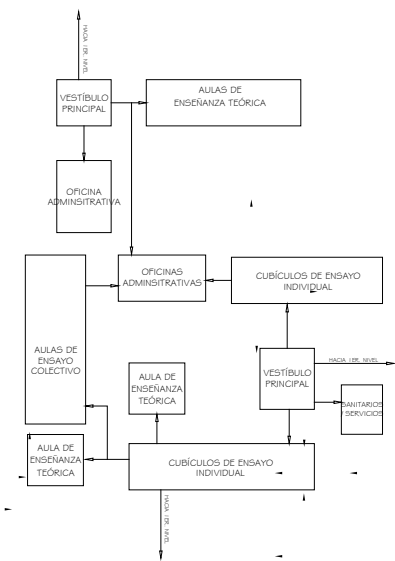 HACIA 1ER. NIVEL
VESTÍBULO
PRINCIPAL
AULAS DE
ENSEÑANZA TEÓRICA
OFICINA
ADMINSITRATIVA
OFICINAS
ADMINSITRATIVAS
CUBÍCULOS DE ENSAYO
INDIVIDUAL
AULAS DE
ENSAYO
COLECTIVO
AULA DE
ENSEÑANZA
TEÓRICA
VESTÍBULO
PRINCIPAL
HACIA 1ER. NIVEL
SANITARIOS
Y SERVICIOS
AULA DE
ENSEÑANZA
TEÓRICA
CUBÍCULOS DE ENSAYO
INDIVIDUAL
HACIA 1ER. NIVEL